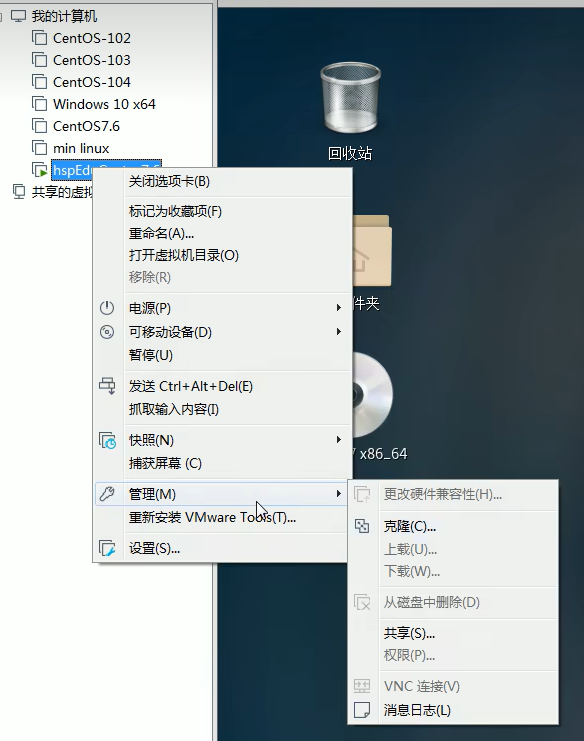 我的计算机
CentOS-102
CentOS-103
CentOS-104
Windows 10 x64
CentOS7.6
min linux
共享的虚拟
回收站
件夹
x86_64
关闭选项卡(B)
标记为收藏项(F)
重命名(A)...
打开虚拟机目录(O)
移除(R)
电源(P)
可移动设备(D)
暂停(U)
发送 Ctrl+Alt+Del(E)
抓取输入内容(I)
快照(N)
捕获屏幕 (C)
管理(M)
重新安装 VMware Tools(T)...
设置(S)...
更改硬件兼容性(H)...
克隆(C)...
上载(U)...
下载(W)...
从磁盘中删除(D)
共享(S)...
权限(P)...
VNC 连接(V)
消息日志(L)